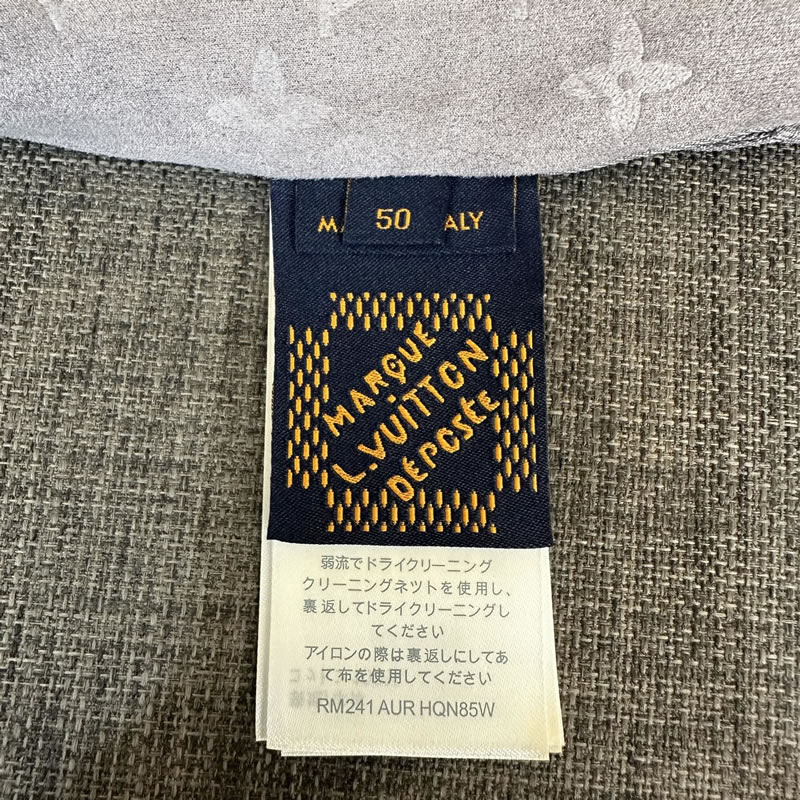 50
ALY
MARQUE
L.VUITTON
DÉPOSÉE
弱流でドライクリーニング
クリーニングネットを使用し、
裏返してドライクリーニングし
てください
アイロンの際は裏返しにしてあ
て布を使用してください
RM241 AUR HQN85W